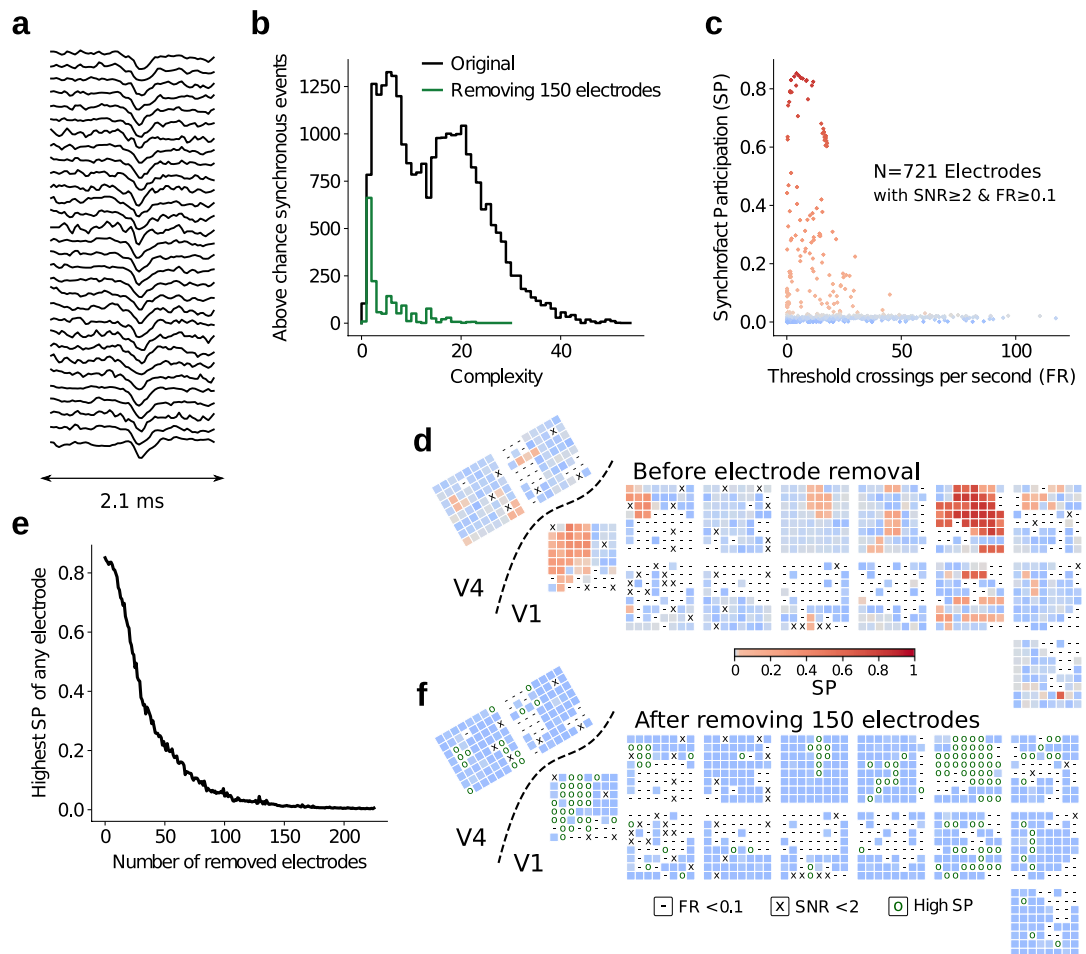 a
2.1 ms
b
Original
Removing 150 electrodes
Above chance synchronous events
1250
1000
750
500
250
0
0 20 40
Complexity
c
Synchrofact Participation (SP)
0.8
0.6
0.4
0.2
0.0
N=721 Electrodes
with SNR≥2 & FR≥0.1
0 50 100
Threshold crossings per second (FR)
d
Before electrode removal
V4
V1
0 0.2 0.4 0.6 0.8 1
SP
e
Highest SP of any electrode
0.8
0.6
0.4
0.2
0.0
0 50 100 150 200
Number of removed electrodes
f
After removing 150 electrodes
V4
V1
- FR <0.1 x SNR <2 o High SP